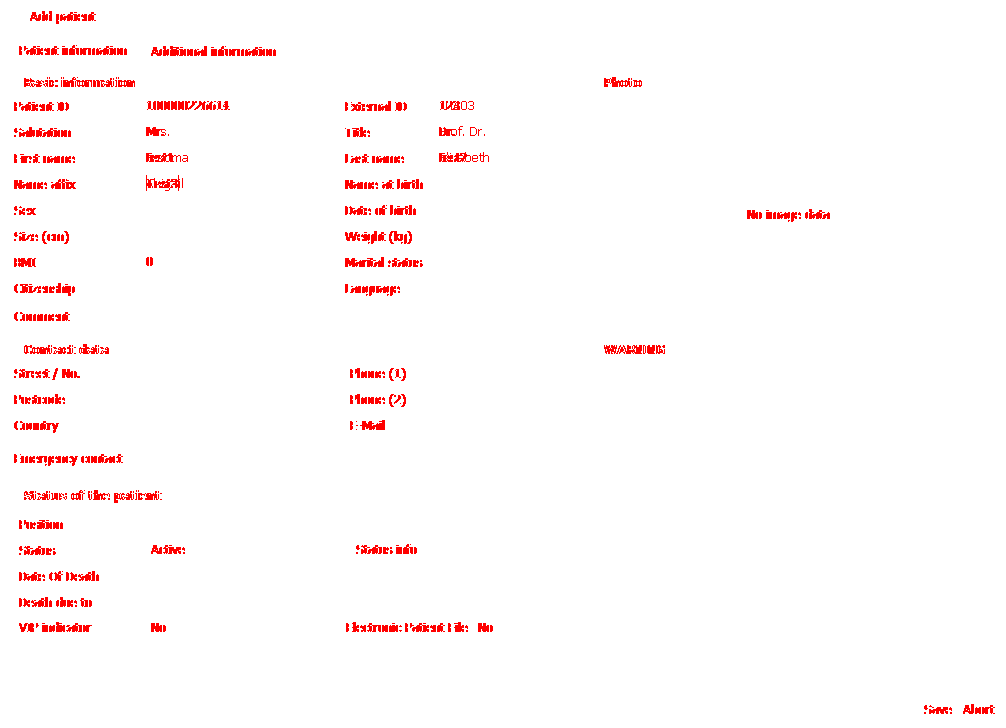 Add patient
Patient information Additional information
Basic information Photo
Patient ID External ID
Salutation Mrs. Title Prof. Dr.
First name Last name
Name affix Name at birth
Sex Date of birth
No image data
Size (cm) Weight (kg)
BMI 0 Marital status
Citizenship Language
Comment
Contact data WARNING
Street / No. Phone (1)
Postcode Phone (2)
Country E-Mail
Emergency contact
Status of the patient
Position
Status Active Status info
Date Of Death
Death due to
VIP indicator No Electronic Patient File No
Save Abort